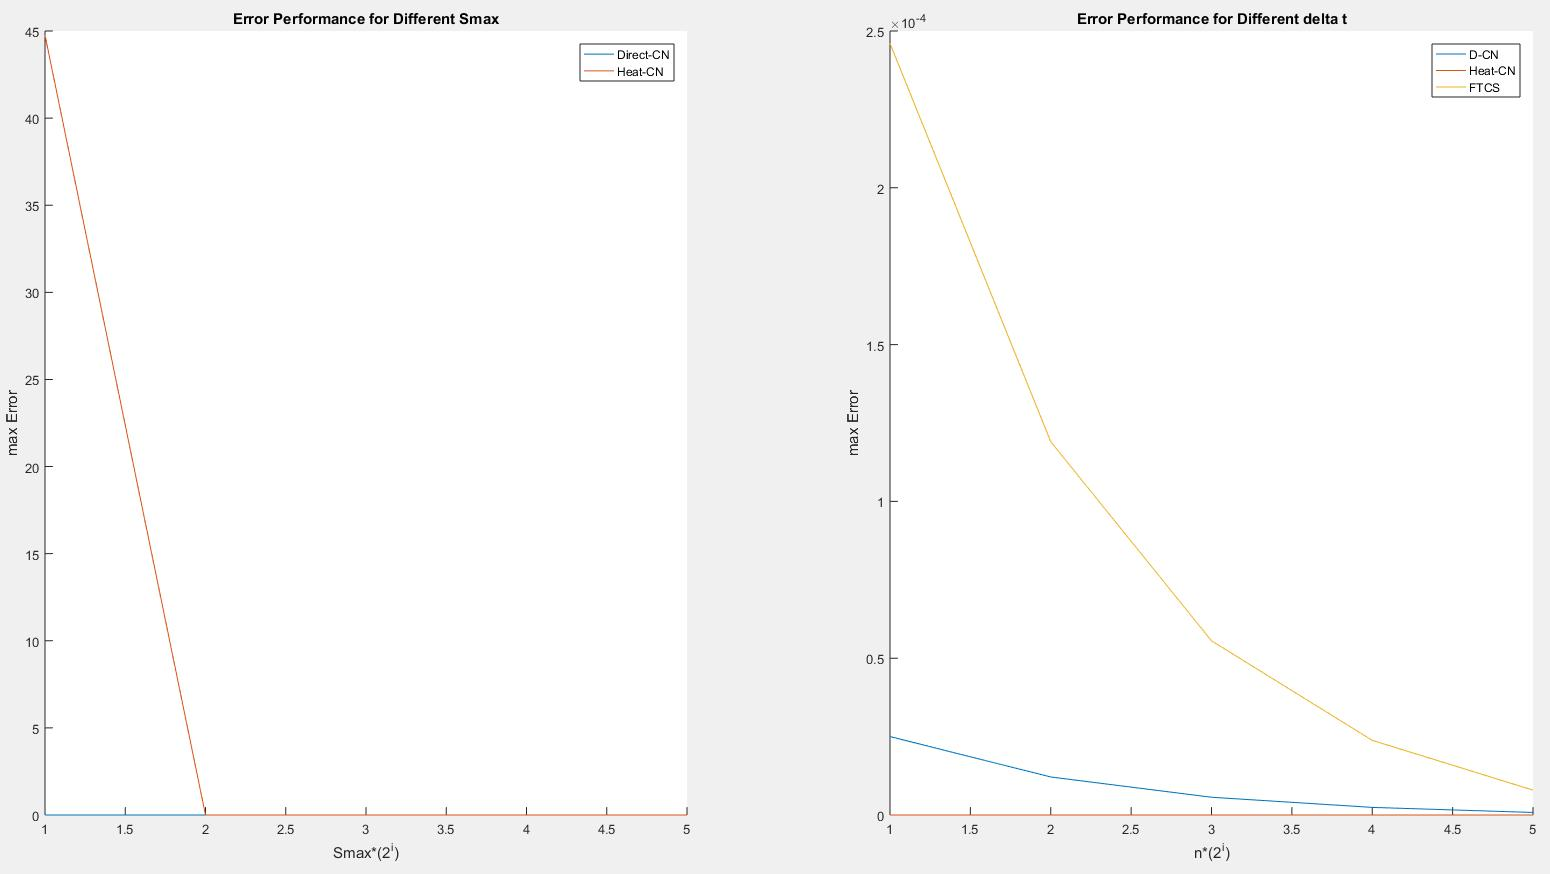 Error Performance for Different Smax
45
40
35
30
25
20
15
10
5
0
max Error
Direct-CN
Heat-CN
1 1.5 2 2.5 3 3.5 4 4.5 5
Smax*(2^i)
Error Performance for Different delta t
×10^-4
2.5
2
1.5
1
0.5
0
max Error
D-CN
Heat-CN
FTCS
1 1.5 2 2.5 3 3.5 4 4.5 5
n*(2^i)